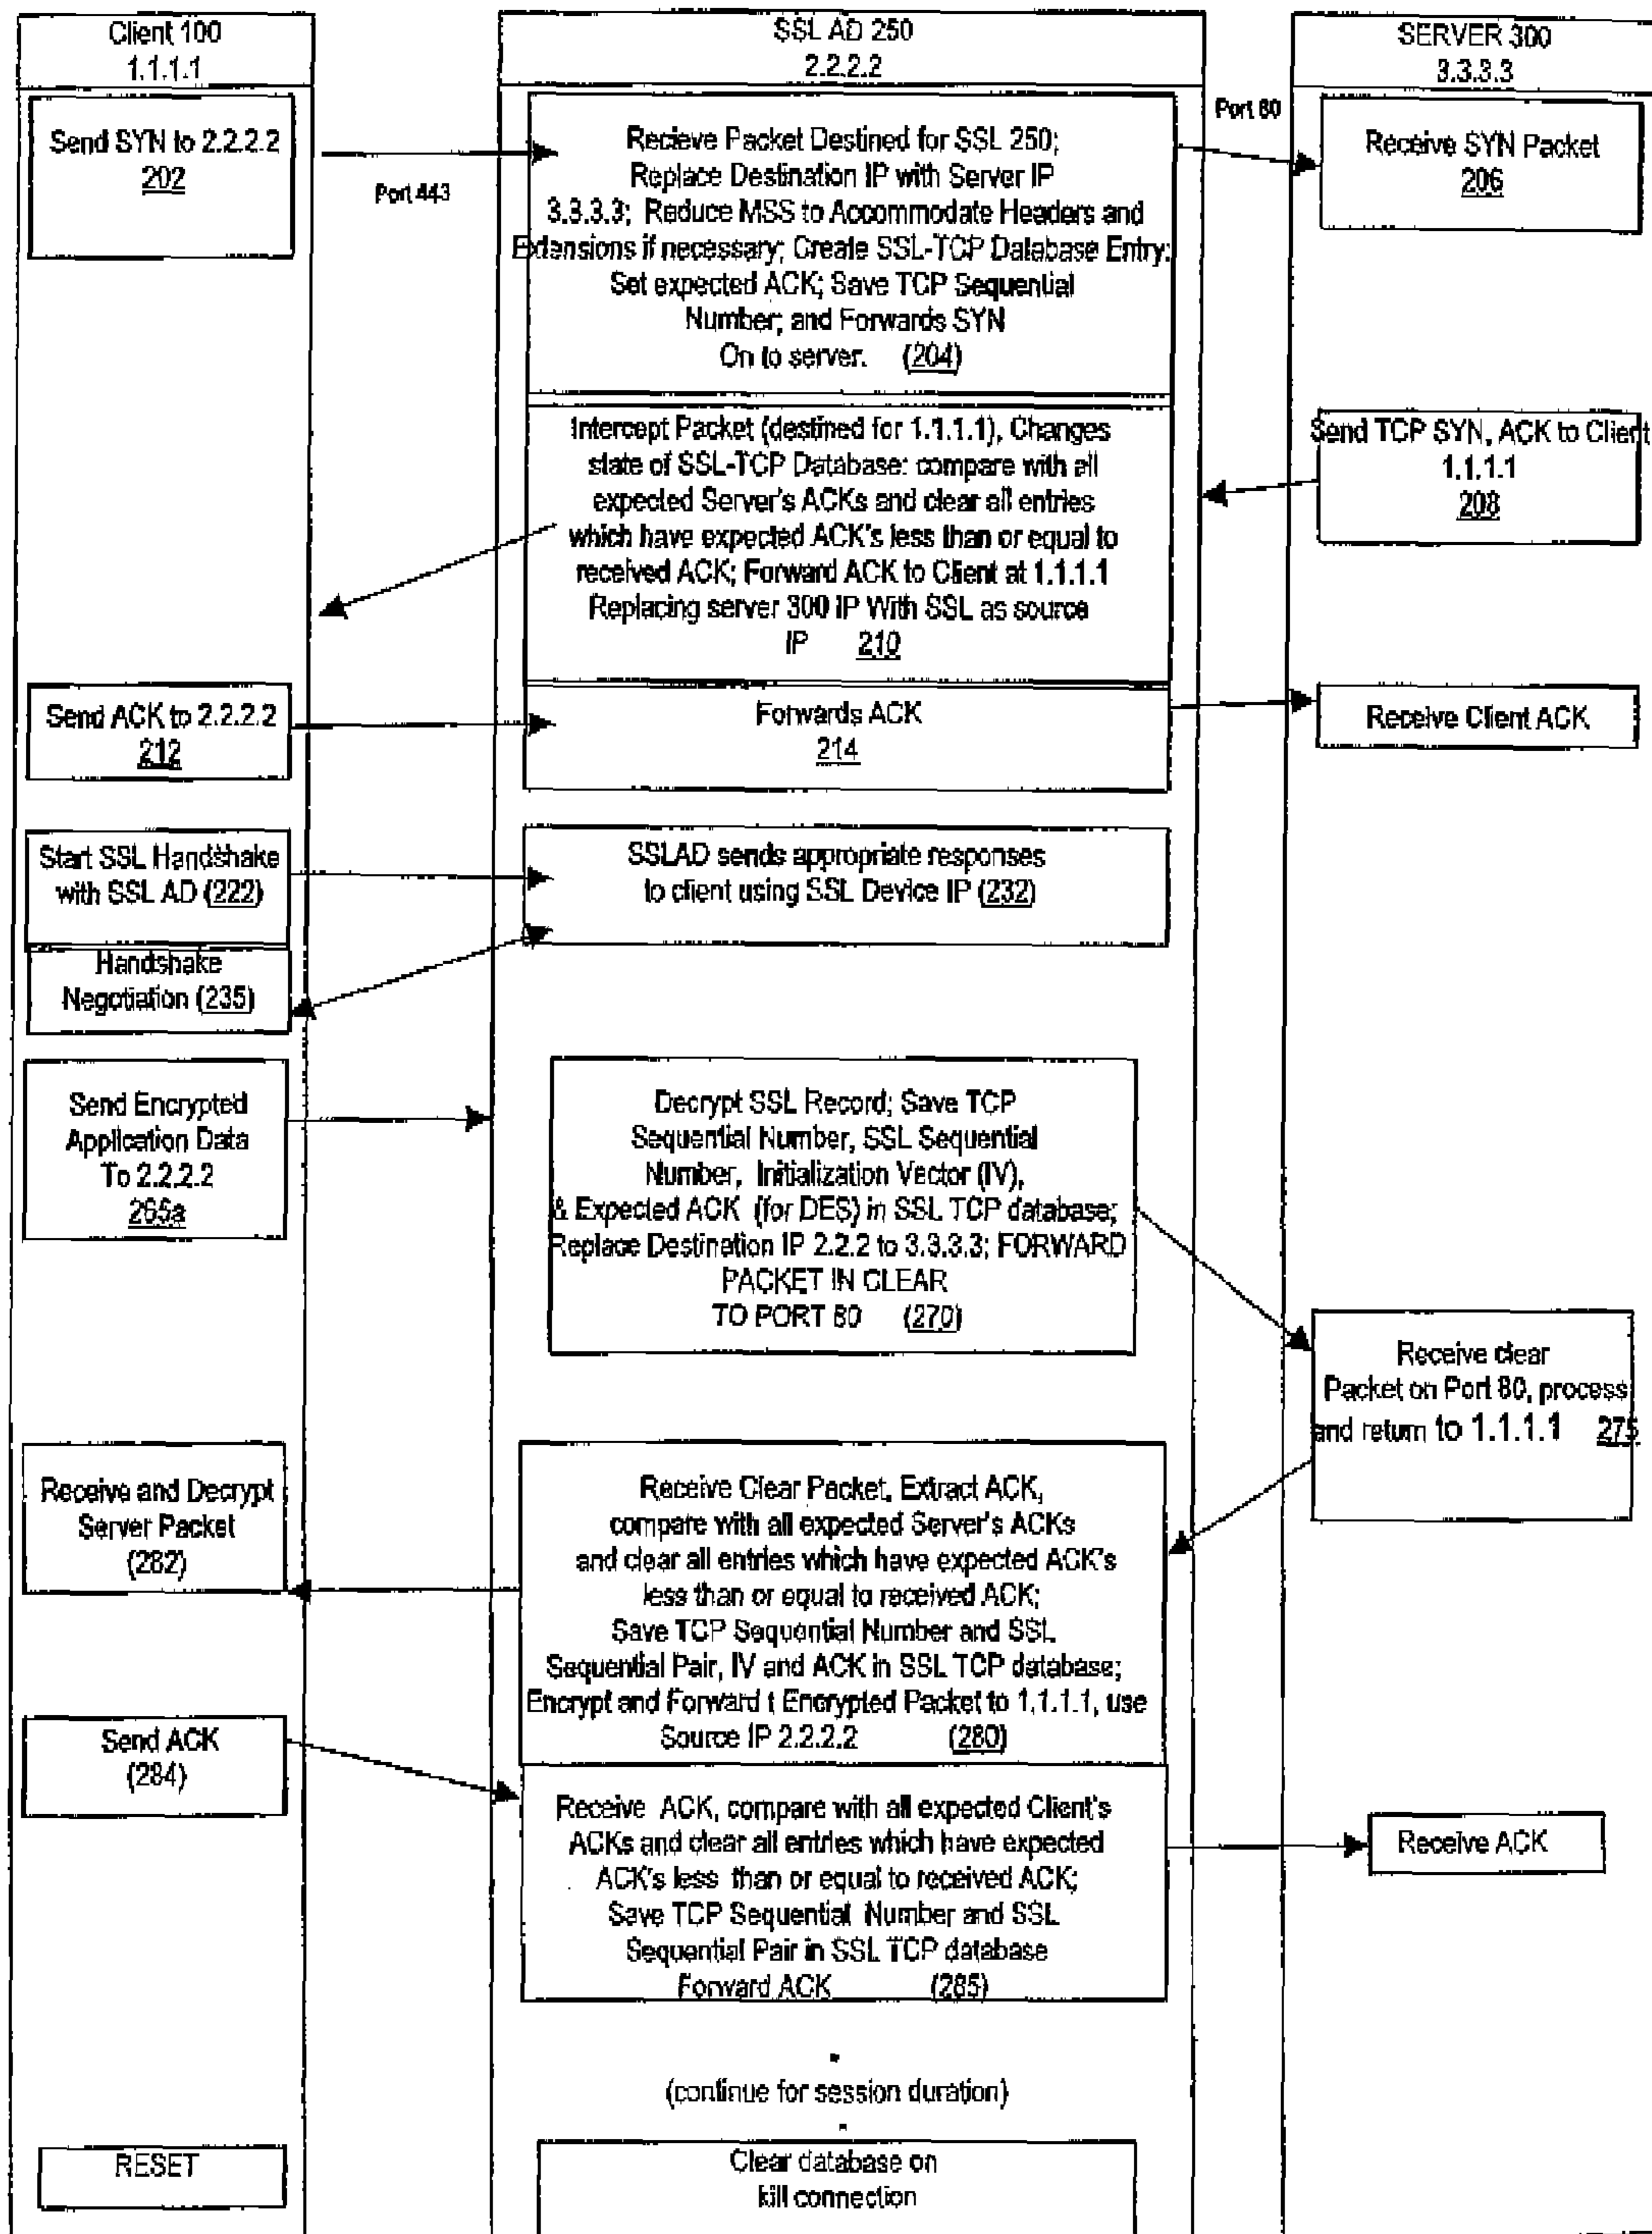 Client 100
1.1.1.1
SSL AD 250
2.2.2.2
SERVER 300
3.3.3.3
Send SYN to 2.2.2.2
202
Port 443
Recieve Packet Destined for SSL 250;
Replace Destination IP with Server IP
3.3.3.3; Reduce MSS to Accommodate Headers and
Extensions if necessary; Create SSL-TCP Database Entry;
Set expected ACK; Save TCP Sequential
Number; and Forwards SYN
On to server. (204)
Port 80
Receive SYN Packet
206
Intercept Packet (destined for 1.1.1.1), Changes
state of SSL-TCP Database: compare with all
expected Server's ACKs and clear all entries
which have expected ACK's less than or equal to
received ACK; Forward ACK to Client at 1.1.1.1
Replacing server 300 IP With SSL as source
IP 210
Send TCP SYN, ACK to Client
1.1.1.1
208
Send ACK to 2.2.2.2
212
Forwards ACK
214
Receive Client ACK
Start SSL Handshake
with SSL AD (222)
SSLAD sends appropriate responses
to client using SSL Device IP (232)
Handshake
Negotiation (235)
Send Encrypted
Application Data
To 2.2.2.2
265a
Decrypt SSL Record; Save TCP
Sequential Number, SSL Sequential
Number, Initialization Vector (IV),
& Expected ACK (for DES) in SSL TCP database;
Replace Destination IP 2.2.2 to 3.3.3.3; FORWARD
PACKET IN CLEAR
TO PORT 80 (270)
Receive clear
Packet on Port 80, process
and return to 1.1.1.1 275
Receive and Decrypt
Server Packet
(282)
Receive Clear Packet, Extract ACK,
compare with all expected Server's ACKs
and clear all entries which have expected ACK's
less than or equal to received ACK;
Save TCP Sequential Number and SSL
Sequential Pair, IV and ACK in SSL TCP database;
Encrypt and Forward t Encrypted Packet to 1.1.1.1, use
Source IP 2.2.2.2 (280)
Send ACK
(284)
Receive ACK, compare with all expected Client's
ACKs and clear all entries which have expected
ACK's less than or equal to received ACK;
Save TCP Sequential Number and SSL
Sequential Pair in SSL TCP database
Forward ACK (285)
Receive ACK
(continue for session duration)
RESET
Clear database on
kill connection